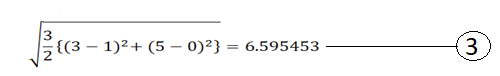 √(3/2{(3 − 1)²+ (5 − 0)²}) = 6.595453 ——— 3